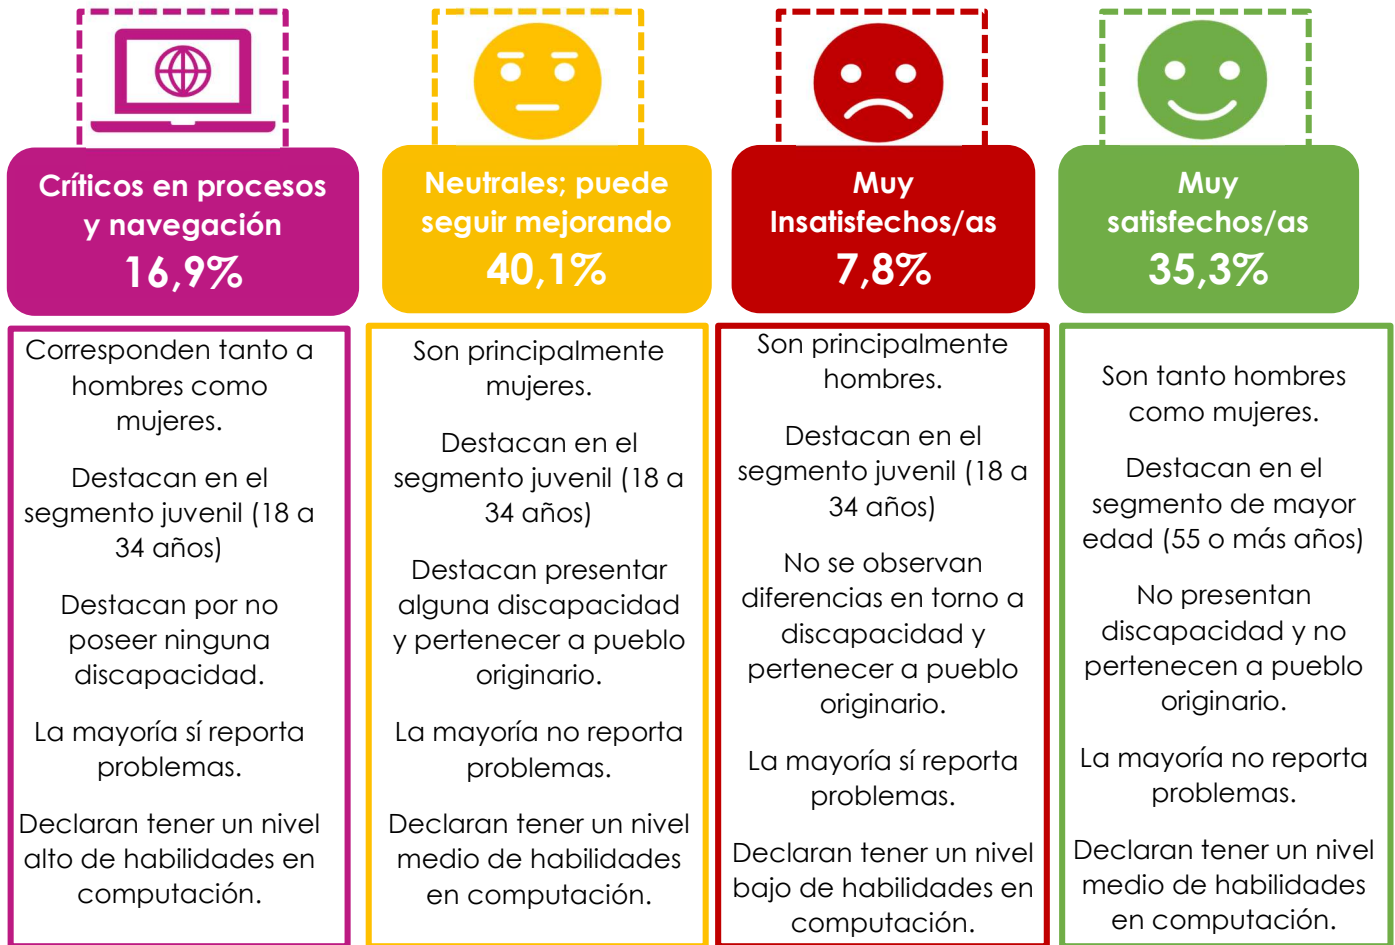 Críticos en procesos
y navegación
16,9%
Corresponden tanto a
hombres como
mujeres.
Destacan en el
segmento juvenil (18 a
34 años)
Destacan por no
poseer ninguna
discapacidad.
La mayoría sí reporta
problemas.
Declaran tener un nivel
alto de habilidades en
computación.
Neutrales; puede
seguir mejorando
40,1%
Son principalmente
mujeres.
Destacan en el
segmento juvenil (18 a
34 años)
Destacan presentar
alguna discapacidad
y pertenecer a pueblo
originario.
La mayoría no reporta
problemas.
Declaran tener un nivel
medio de habilidades
en computación.
Muy
Insatisfechos/as
7,8%
Son principalmente
hombres.
Destacan en el
segmento juvenil (18 a
34 años)
No se observan
diferencias en torno a
discapacidad y
pertenecer a pueblo
originario.
La mayoría sí reporta
problemas.
Declaran tener un nivel
bajo de habilidades en
computación.
Muy
satisfechos/as
35,3%
Son tanto hombres
como mujeres.
Destacan en el
segmento de mayor
edad (55 o más años)
No presentan
discapacidad y no
pertenecen a pueblo
originario.
La mayoría no reporta
problemas.
Declaran tener un nivel
medio de habilidades
en computación.